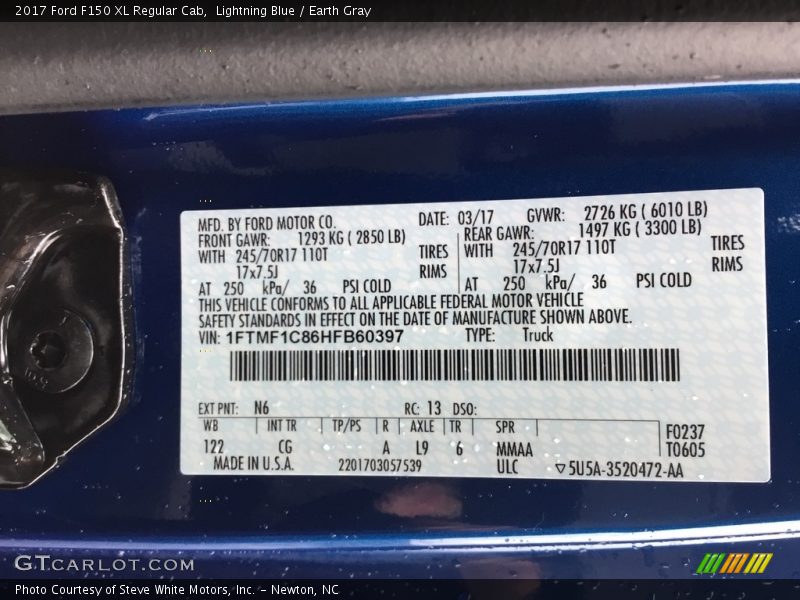 2017 Ford F150 XL Regular Cab,  Lightning Blue / Earth Gray
MFD. BY FORD MOTOR CO. DATE: 03/17 GVWR: 2726 KG ( 6010 LB)
FRONT GAWR: 1293 KG ( 2850 LB) REAR GAWR: 1497 KG ( 3300 LB)
WITH 245/70R17 110T TIRES WITH 245/70R17 110T TIRES
17x7.5J RIMS 17x7.5J RIMS
AT 250 kPa/ 36 PSI COLD AT 250 kPa/ 36 PSI COLD
THIS VEHICLE CONFORMS TO ALL APPLICABLE FEDERAL MOTOR VEHICLE
SAFETY STANDARDS IN EFFECT ON THE DATE OF MANUFACTURE SHOWN ABOVE.
VIN: 1FTMF1C86HFB60397 TYPE: Truck
EXT PNT: N6 RC: 13 DSO:
WB INT TR TP/PS R AXLE TR SPR F0237
122 CG A L9 6 MMAA T0605
MADE IN U.S.A. 2201703057539 ULC ▽5U5A-3520472-AA
GTCARLOT.COM
Photo Courtesy of Steve White Motors, Inc. – Newton, NC